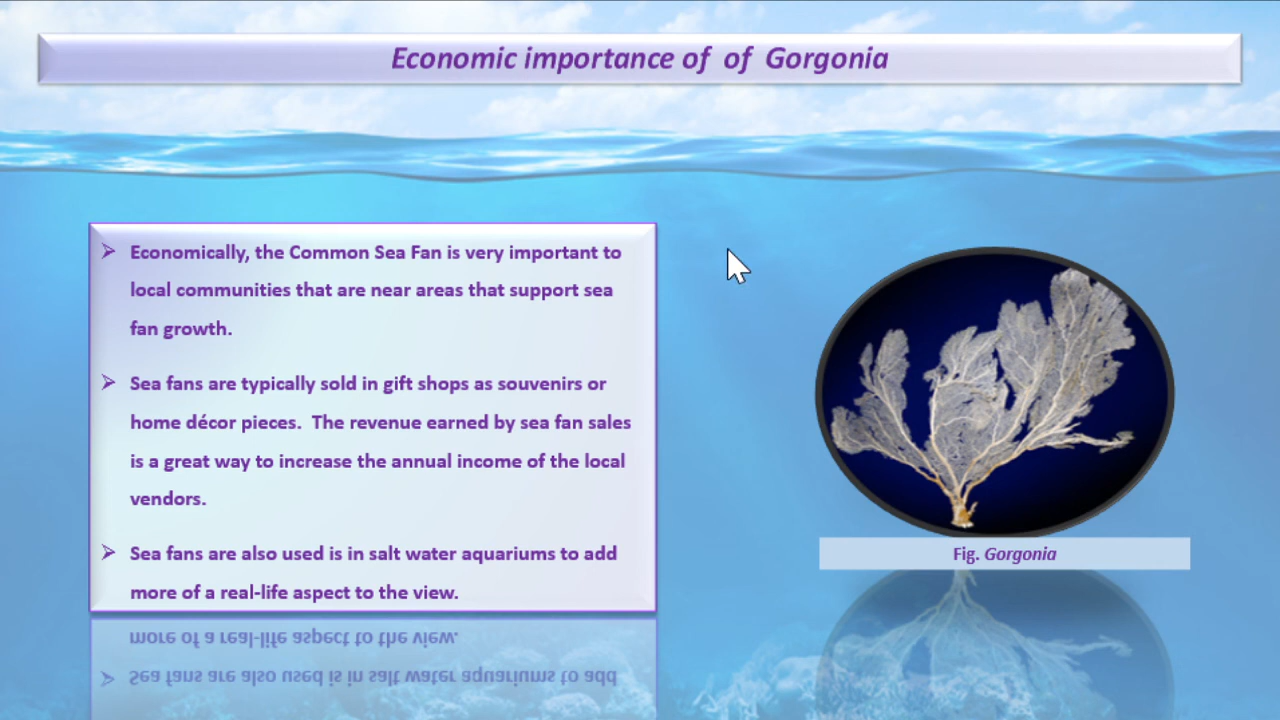 Economic importance of of Gorgonia
➢ Economically, the Common Sea Fan is very important to
local communities that are near areas that support sea
fan growth.
➢ Sea fans are typically sold in gift shops as souvenirs or
home décor pieces. The revenue earned by sea fan sales
is a great way to increase the annual income of the local
vendors.
➢ Sea fans are also used is in salt water aquariums to add
more of a real-life aspect to the view.
Fig. Gorgonia